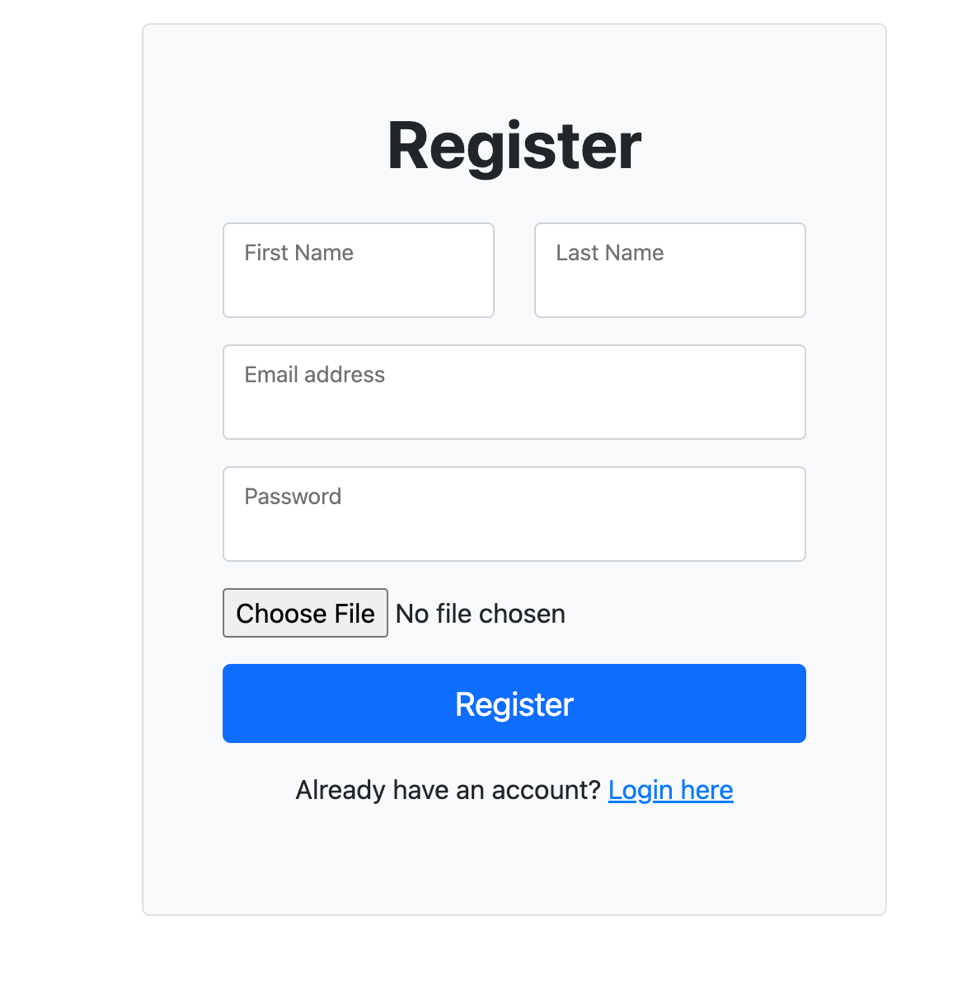 Register
First Name Last Name
Email address
Password
Choose File No file chosen
Register
Already have an account? Login here